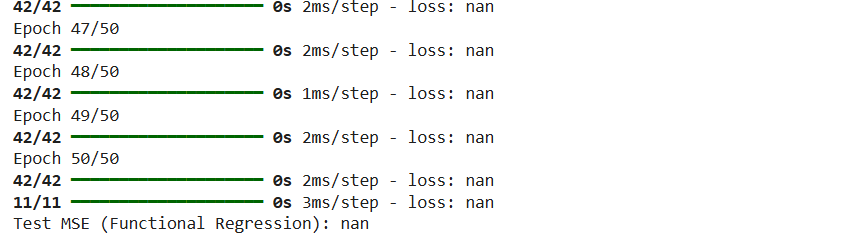 42/42 ━━━━━━━━━━━━━━━━━━━━ 0s 2ms/step - loss: nan
Epoch 47/50
42/42 ━━━━━━━━━━━━━━━━━━━━ 0s 2ms/step - loss: nan
Epoch 48/50
42/42 ━━━━━━━━━━━━━━━━━━━━ 0s 1ms/step - loss: nan
Epoch 49/50
42/42 ━━━━━━━━━━━━━━━━━━━━ 0s 2ms/step - loss: nan
Epoch 50/50
42/42 ━━━━━━━━━━━━━━━━━━━━ 0s 2ms/step - loss: nan
11/11 ━━━━━━━━━━━━━━━━━━━━ 0s 3ms/step - loss: nan
Test MSE (Functional Regression): nan